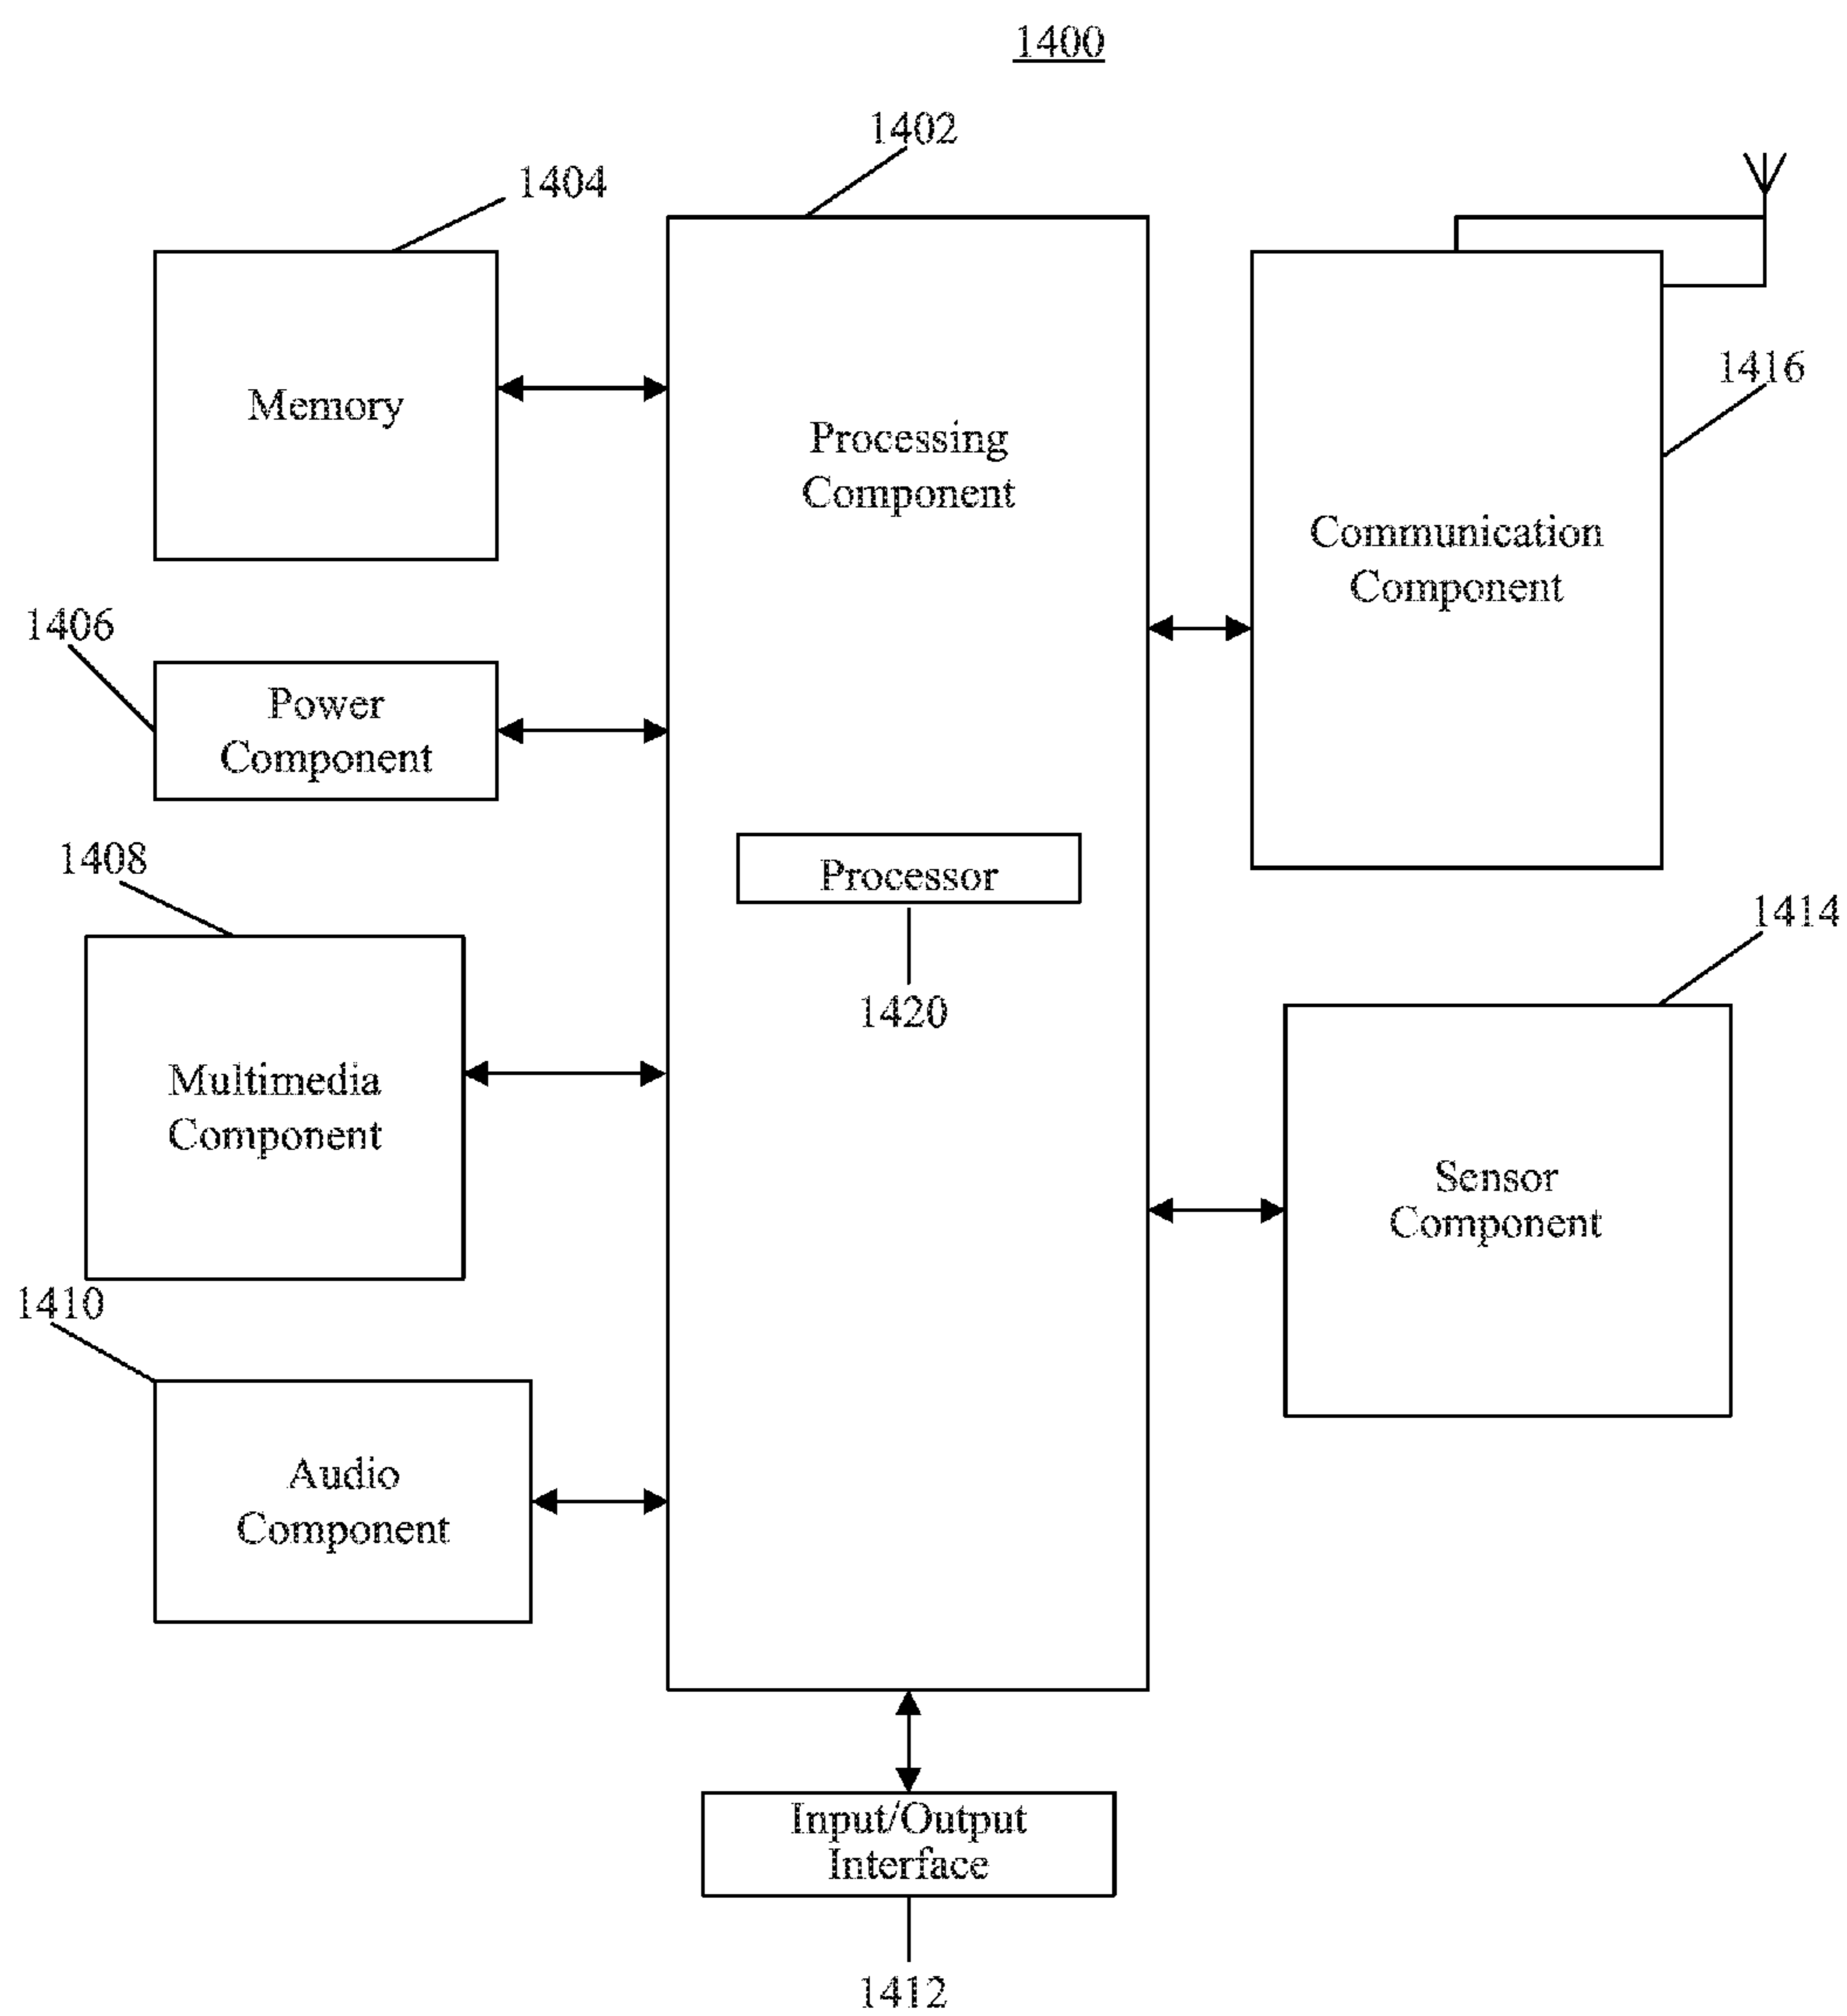 1400
1402
1404
Memory
Processing
Component
1416
Communication
Component
1406
Power
Component
1408
Processor
1414
1420
Multimedia
Component
Sensor
Component
1410
Audio
Component
Input/Output
Interface
1412